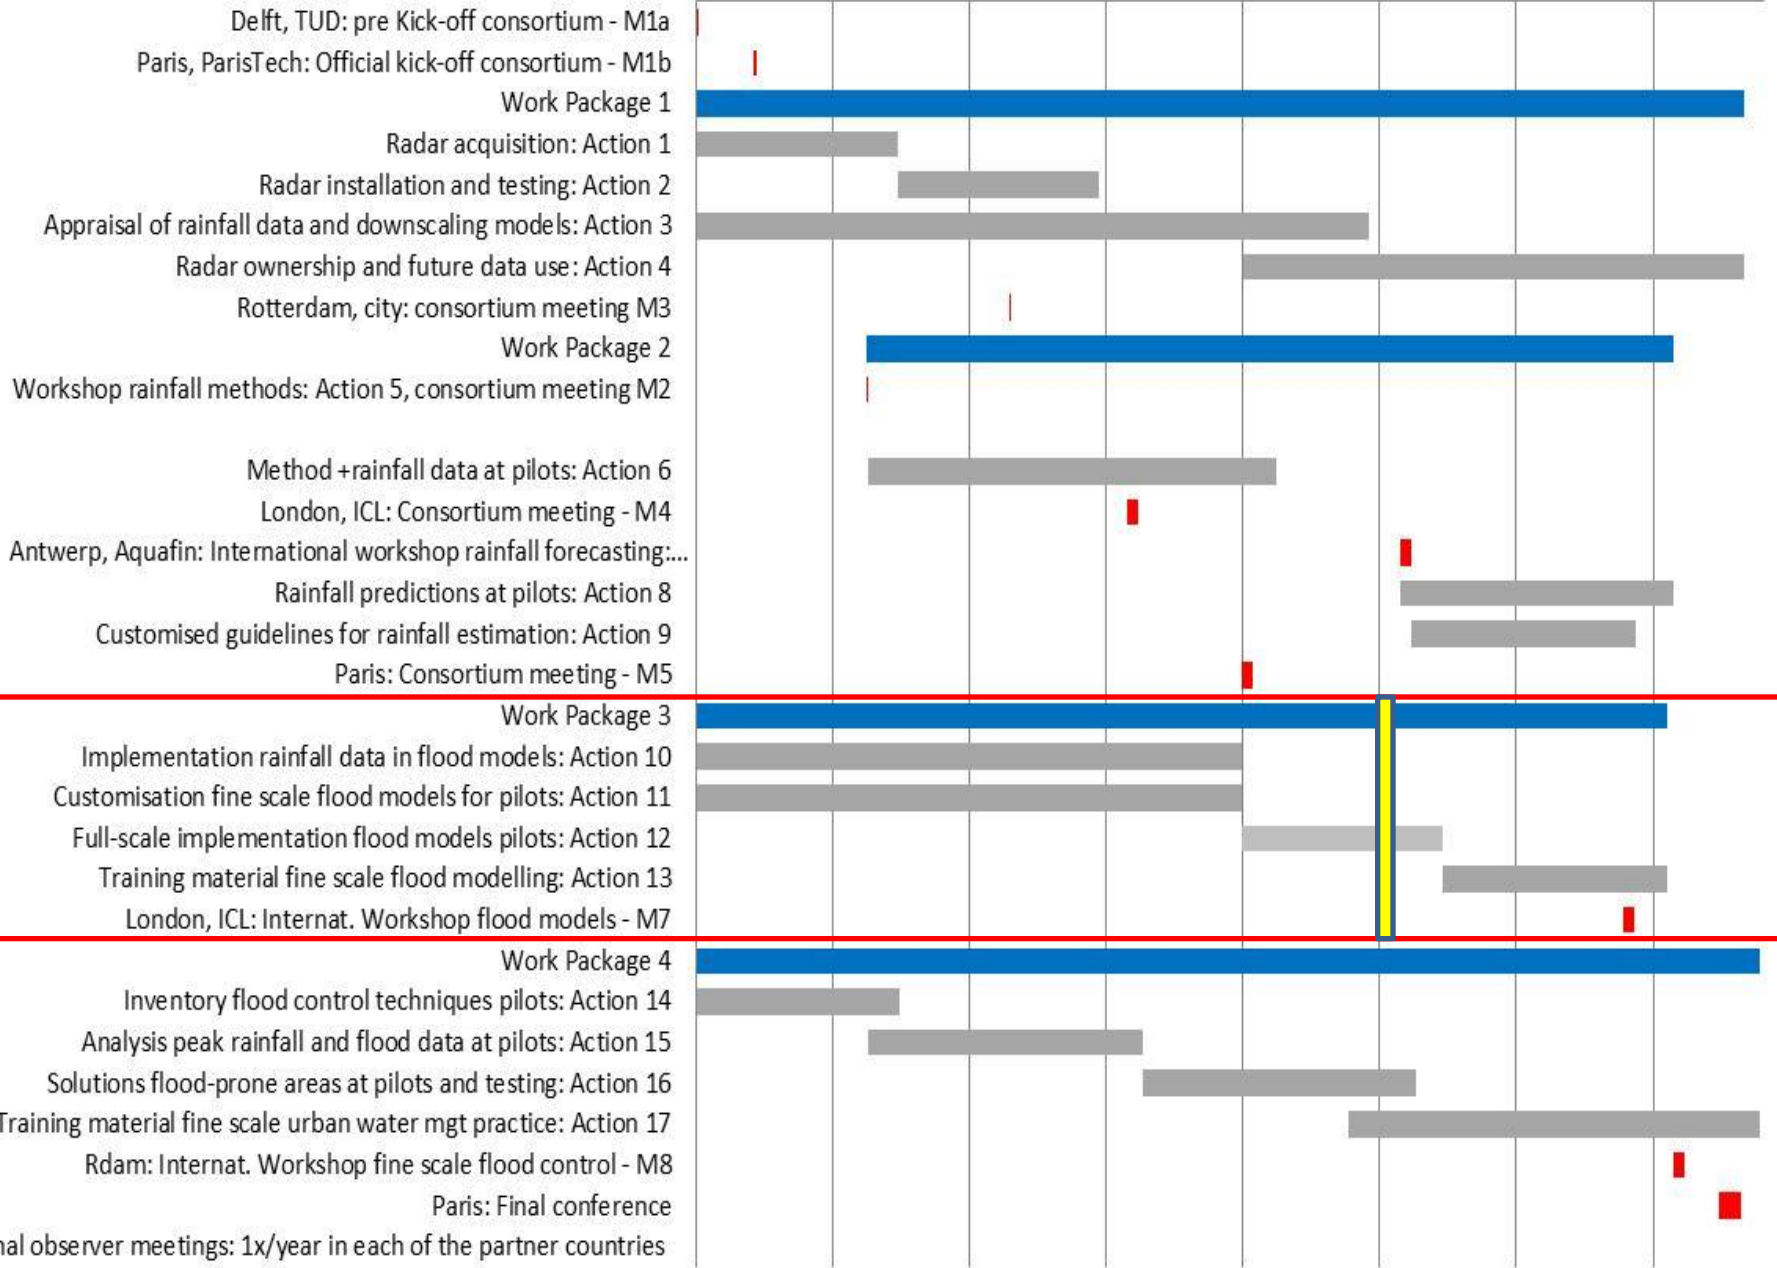 Delft, TUD: pre Kick-off consortium - M1a
Paris, ParisTech: Official kick-off consortium - M1b
Work Package 1
Radar acquisition: Action 1
Radar installation and testing: Action 2
Appraisal of rainfall data and downscaling models: Action 3
Radar ownership and future data use: Action 4
Rotterdam, city: consortium meeting M3
Work Package 2
Workshop rainfall methods: Action 5, consortium meeting M2
Method +rainfall data at pilots: Action 6
London, ICL: Consortium meeting - M4
Antwerp, Aquafin: International workshop rainfall forecasting:...
Rainfall predictions at pilots: Action 8
Customised guidelines for rainfall estimation: Action 9
Paris: Consortium meeting - M5
Work Package 3
Implementation rainfall data in flood models: Action 10
Customisation fine scale flood models for pilots: Action 11
Full-scale implementation flood models pilots: Action 12
Training material fine scale flood modelling: Action 13
London, ICL: Internat. Workshop flood models - M7
Work Package 4
Inventory flood control techniques pilots: Action 14
Analysis peak rainfall and flood data at pilots: Action 15
Solutions flood-prone areas at pilots and testing: Action 16
Training material fine scale urban water mgt practice: Action 17
Rdam: Internat. Workshop fine scale flood control - M8
Paris: Final conference
observer meetings: 1x/year in each of the partner countries